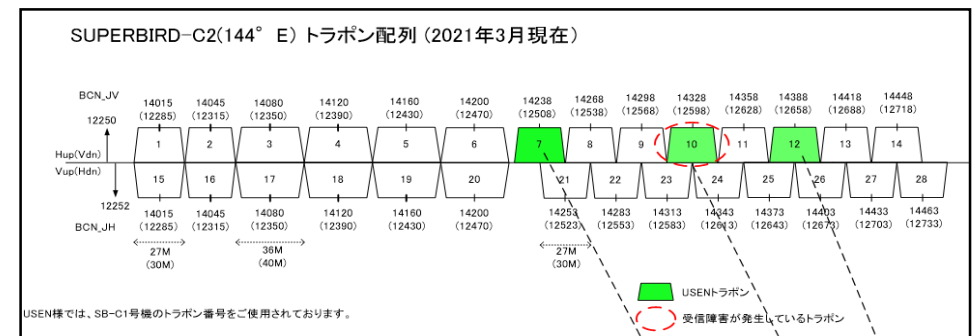 SUPERBIRD-C2(144° E) トラポン配列 (2021年3月現在)
BCN_JV
14015 14045 14080 14120 14160 14200 14238 14268 14298 14328 14358 14388 14418 14448
(12285) (12315) (12350) (12390) (12430) (12470) (12508) (12538) (12568) (12598) (12628) (12658) (12688) (12718)
12250
1 2 3 4 5 6 7 8 9 10 11 12 13 14
Hup(Vdn)
Vup(Hdn)
15 16 17 18 19 20 21 22 23 24 25 26 27 28
12252
BCN_JH
14015 14045 14080 14120 14160 14200 14253 14283 14313 14343 14373 14403 14433 14463
(12285) (12315) (12350) (12390) (12430) (12470) (12523) (12553) (12583) (12613) (12643) (12673) (12703) (12733)
27M 36M 27M
(30M) (40M) (30M)
USENトラポン
USEN様では、SB-C1号機のトラポン番号をご使用されております。
受信障害が発生しているトラポン